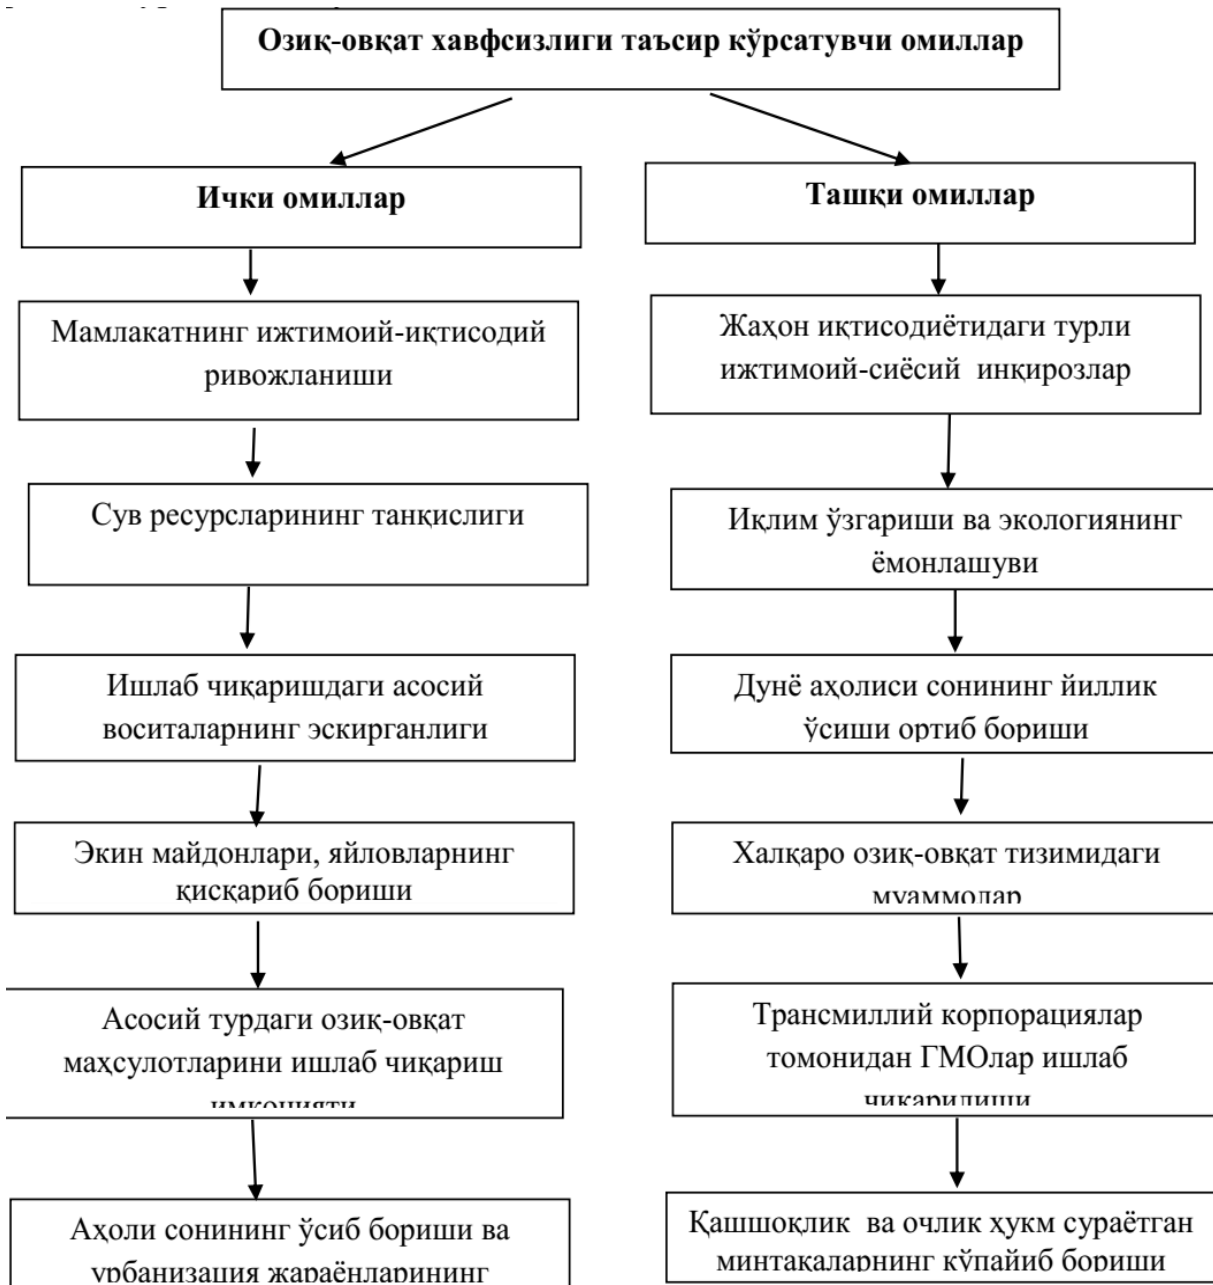 Озиқ-овқат хавфсизлиги таъсир кўрсатувчи омиллар
Ички омиллар
Мамлакатнинг ижтимоий-иқтисодий
ривожланиши
Сув ресурсларининг танқислиги
Ишлаб чиқаришдаги асосий
воситаларнинг эскирганлиги
Экин майдонлари, яйловларнинг
қисқариб бориши
Асосий турдаги озиқ-овқат
маҳсулотларини ишлаб чиқариш
имконияти
Аҳоли сонининг ўсиб бориши ва
урбанизация жараёнларининг
Ташқи омиллар
Жаҳон иқтисодиётидаги турли
ижтимоий-сиёсий инқирозлар
Иқлим ўзгариши ва экологиянинг
ёмонлашуви
Дунё аҳолиси сонининг йиллик
ўсиши ортиб бориши
Халқаро озиқ-овқат тизимидаги
муаммолар
Трансмиллий корпорациялар
томонидан ГМОлар ишлаб
чиқарилиши
Қашшоқлик ва очлик ҳукм сураётган
минтақаларнинг кўпайиб бориши